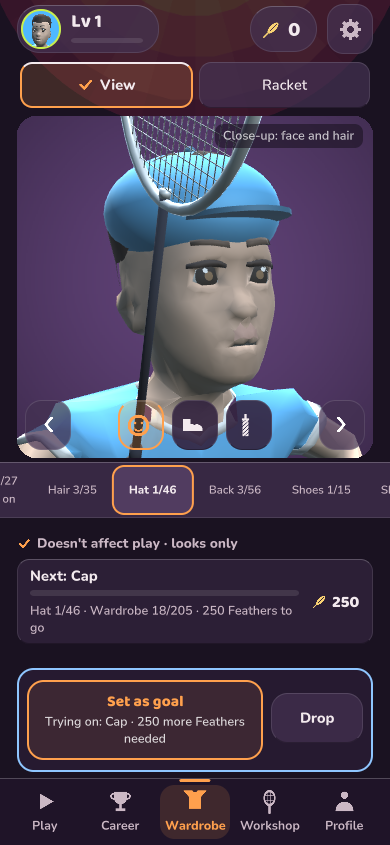 Lv 1
0
View
Racket
Close-up: face and hair
/27
on
Hair 3/35
Hat 1/46
Back 3/56
Shoes 1/15
Doesn't affect play · looks only
Next: Cap
Hat 1/46 · Wardrobe 18/205 · 250 Feathers to
go
250
Set as goal
Trying on: Cap · 250 more Feathers
needed
Drop
Play
Career
Wardrobe
Workshop
Profile